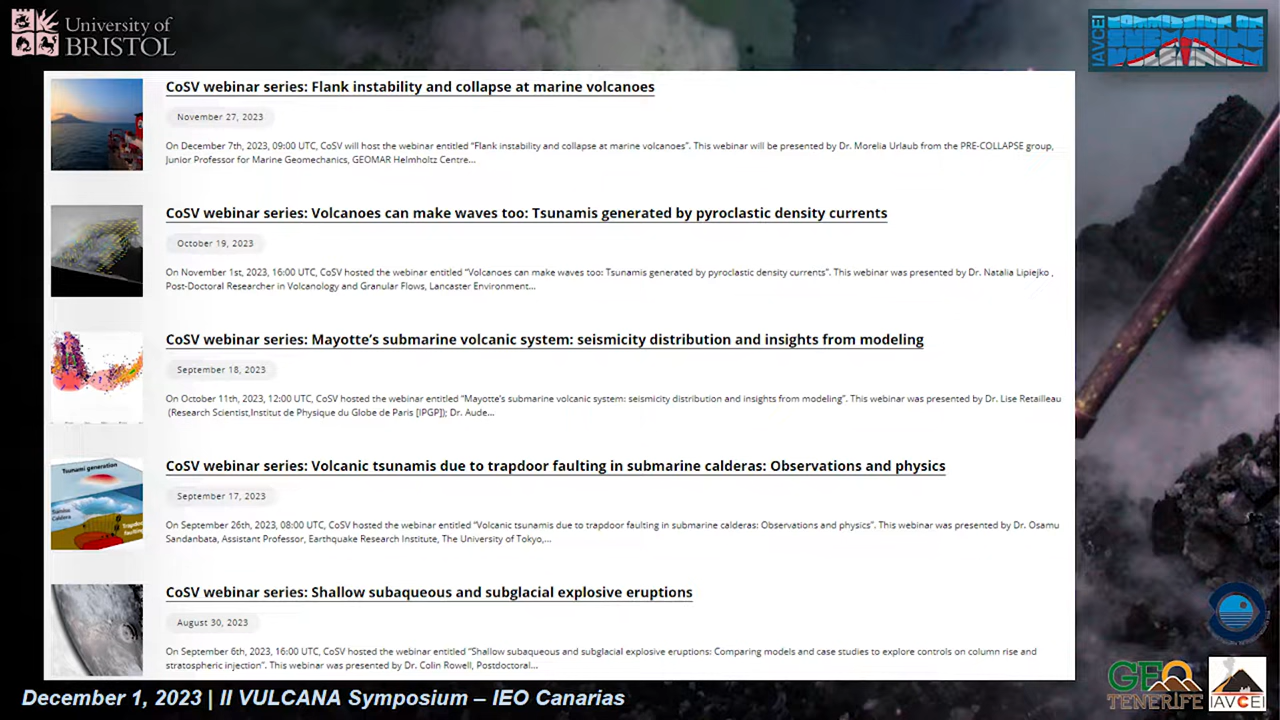 University of
BRISTOL
IAVCEI
COMMISSION ON
SUBMARINE
VOLCANISM
CoSV webinar series: Flank instability and collapse at marine volcanoes
November 27, 2023
On December 7th, 2023, 09:00 UTC, CoSV will host the webinar entitled “Flank instability and collapse at marine volcanoes”. This webinar will be presented by Dr. Morelia Urlaub from the PRE-COLLAPSE group,
Junior Professor for Marine Geomechanics, GEOMAR Helmholtz Centre...
CoSV webinar series: Volcanoes can make waves too: Tsunamis generated by pyroclastic density currents
October 19, 2023
On November 1st, 2023, 16:00 UTC, CoSV hosted the webinar entitled “Volcanoes can make waves too: Tsunamis generated by pyroclastic density currents”. This webinar was presented by Dr. Natalia Lipiejko ,
Post-Doctoral Researcher in Volcanology and Granular Flows, Lancaster Environment...
CoSV webinar series: Mayotte’s submarine volcanic system: seismicity distribution and insights from modeling
September 18, 2023
On October 11th, 2023, 12:00 UTC, CoSV hosted the webinar entitled “Mayotte’s submarine volcanic system: seismicity distribution and insights from modeling”. This webinar was presented by Dr. Lise Retailleau
(Research Scientist,Institut de Physique du Globe de Paris [IPGP]); Dr. Aude...
CoSV webinar series: Volcanic tsunamis due to trapdoor faulting in submarine calderas: Observations and physics
September 17, 2023
Tsunami generation
Caldera
Trapdoor
faulting
On September 26th, 2023, 08:00 UTC, CoSV hosted the webinar entitled “Volcanic tsunamis due to trapdoor faulting in submarine calderas: Observations and physics”. This webinar was presented by Dr. Osamu
Sandanbata, Assistant Professor, Earthquake Research Institute, The University of Tokyo,...
CoSV webinar series: Shallow subaqueous and subglacial explosive eruptions
August 30, 2023
On September 6th, 2023, 16:00 UTC, CoSV hosted the webinar entitled “Shallow subaqueous and subglacial explosive eruptions: Comparing models and case studies to explore controls on column rise and
stratospheric injection”. This webinar was presented by Dr. Colin Rowell, Postdoctoral...
GEO
TENERIFE
IAVCEI
December 1, 2023 | II VULCANA Symposium – IEO Canarias